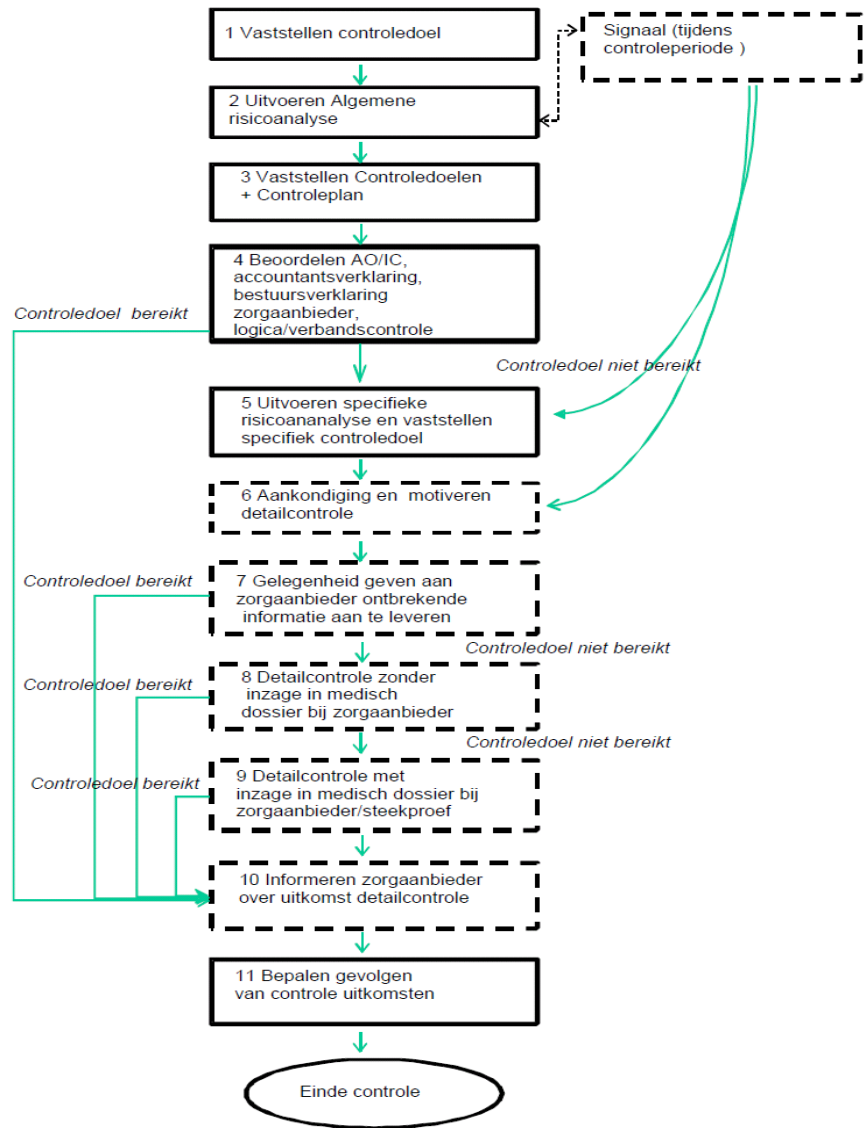 1 Vaststellen controledoel
Signaal (tijdens
controleperiode )
2 Uitvoeren Algemene
risicoanalyse
3 Vaststellen Controledoelen
+ Controleplan
4 Beoordelen AO/IC,
accountantsverklaring,
bestuursverklaring
zorgaanbieder,
logica/verbandscontrole
Controledoel bereikt
Controledoel niet bereikt
5 Uitvoeren specifieke
risicoananalyse en vaststellen
specifiek controledoel
6 Aankondiging en motiveren
detailcontrole
Controledoel bereikt
7 Gelegenheid geven aan
zorgaanbieder ontbrekende
informatie aan te leveren
Controledoel niet bereikt
Controledoel bereikt
8 Detailcontrole zonder
inzage in medisch
dossier bij zorgaanbieder
Controledoel niet bereikt
Controledoel bereikt
9 Detailcontrole met
inzage in medisch dossier bij
zorgaanbieder/steekproef
10 Informeren zorgaanbieder
over uitkomst detailcontrole
11 Bepalen gevolgen
van controle uitkomsten
Einde controle